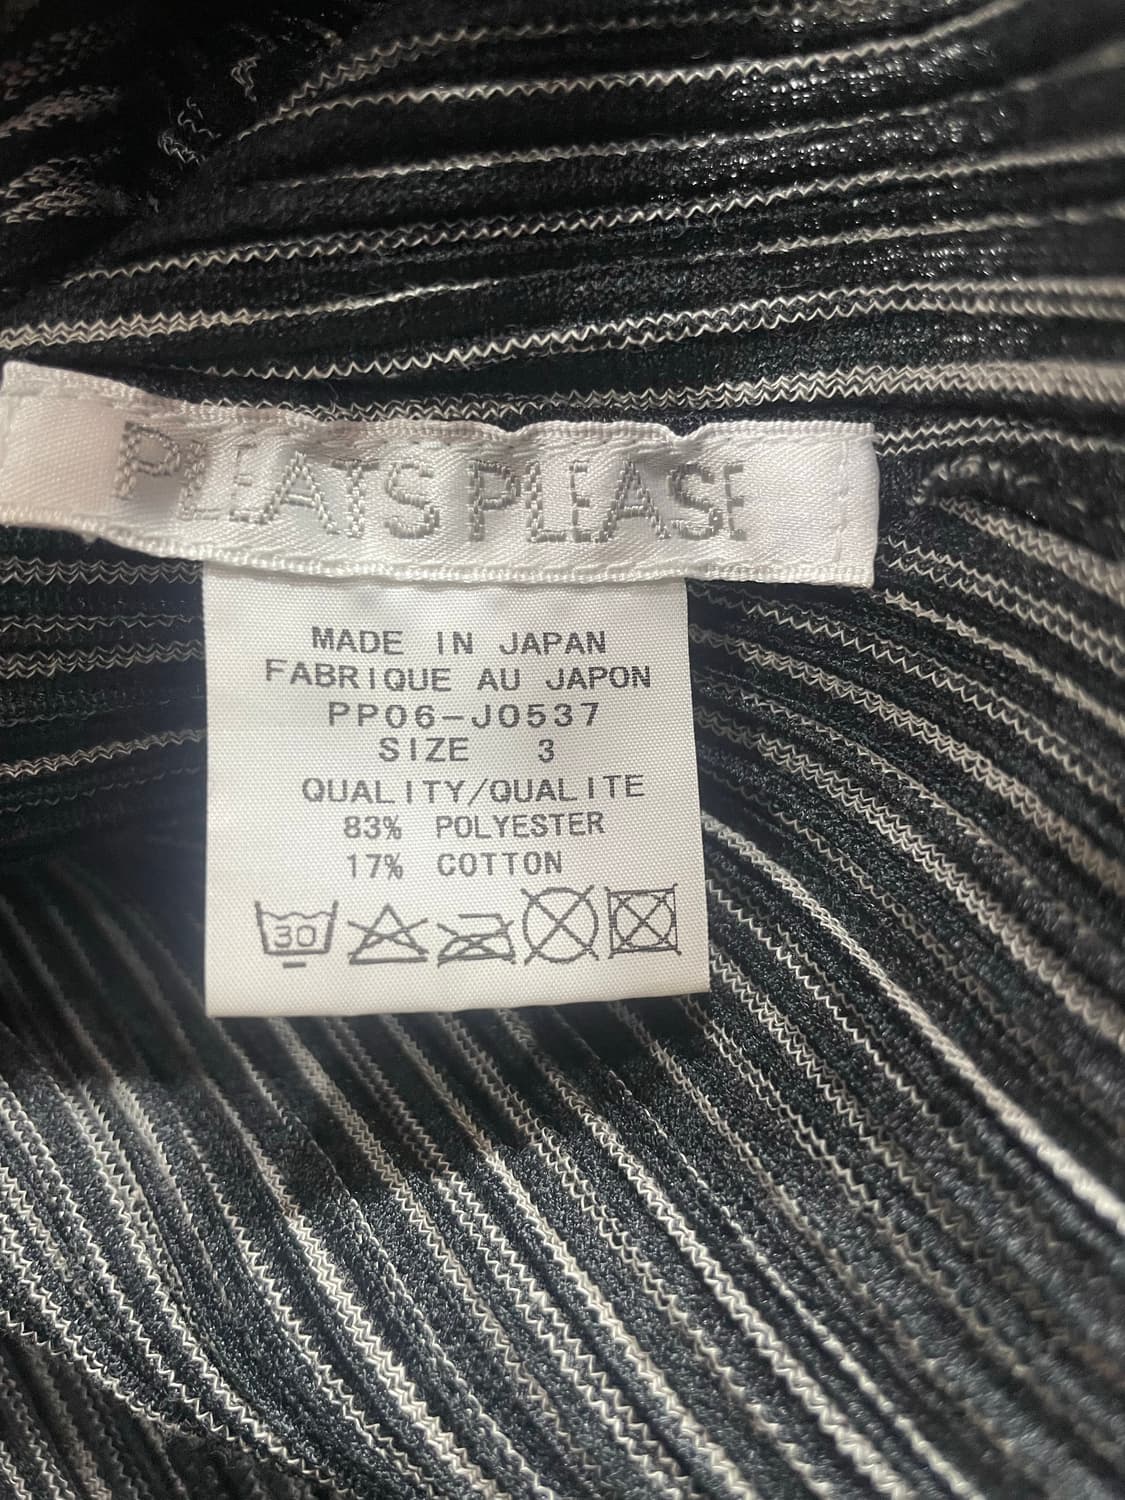 PLEATS PLEASE
MADE IN JAPAN
FABRIQUE AU JAPON
PP06-J0537
SIZE 3
QUALITY/QUALITE
83% POLYESTER
17% COTTON
30